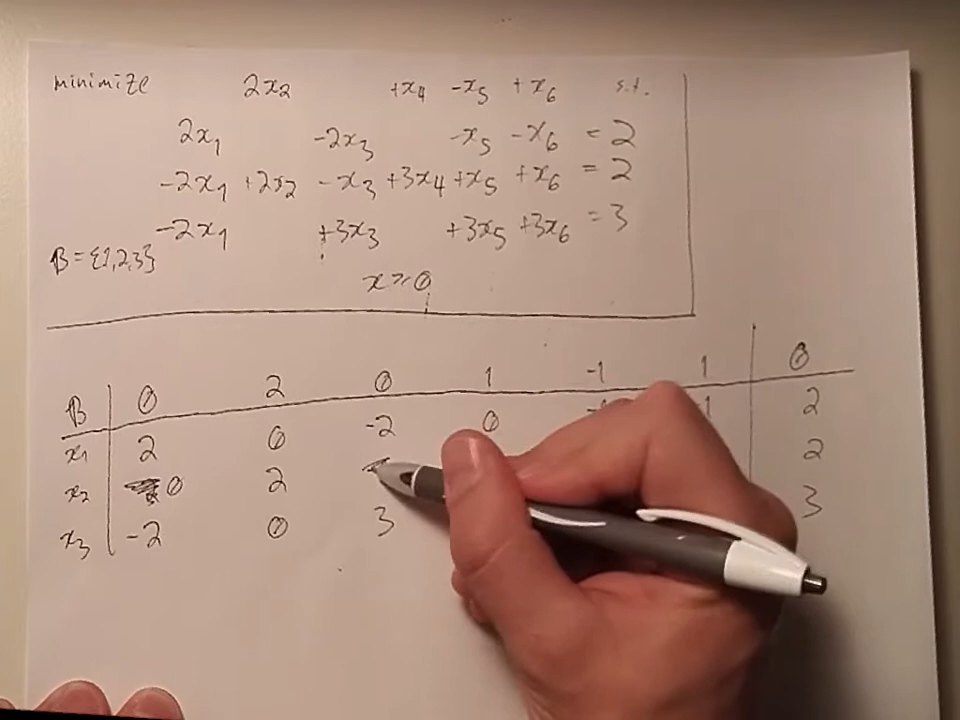 minimize 2x₂ +x₄ -x₅ +x₆ s.t.
2x₁ -2x₃ -x₅ -x₆ = 2
-2x₁ +2x₂ -x₃ +3x₄ +x₅ +x₆ = 2
-2x₁ +3x₃ +3x₅ +3x₆ = 3
B = {1,2,3}
x ≥ 0
B 0 2 0 1 -1 1 0
x₁ 2 0 -2 0 -1 2
x₂ 0 2 2
x₃ -2 0 3 3